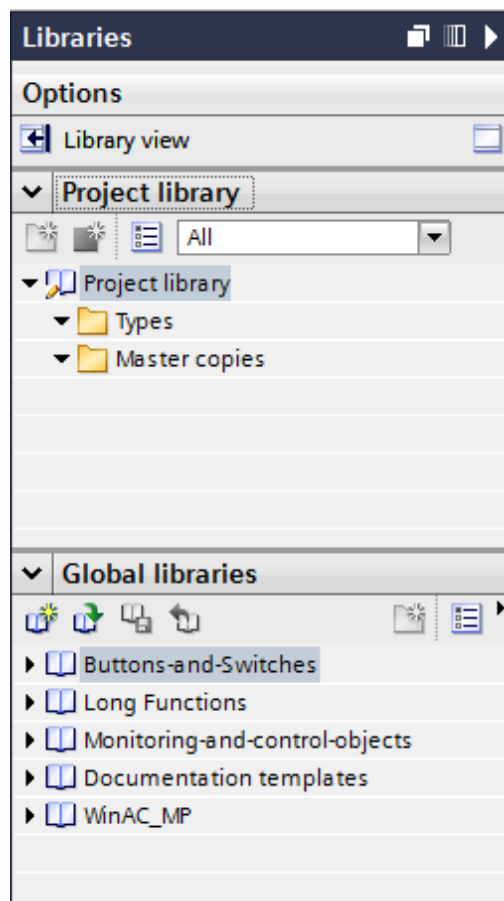 Libraries
Options
Library view
Project library
All
Project library
Types
Master copies
Global libraries
Buttons-and-Switches
Long Functions
Monitoring-and-control-objects
Documentation templates
WinAC_MP